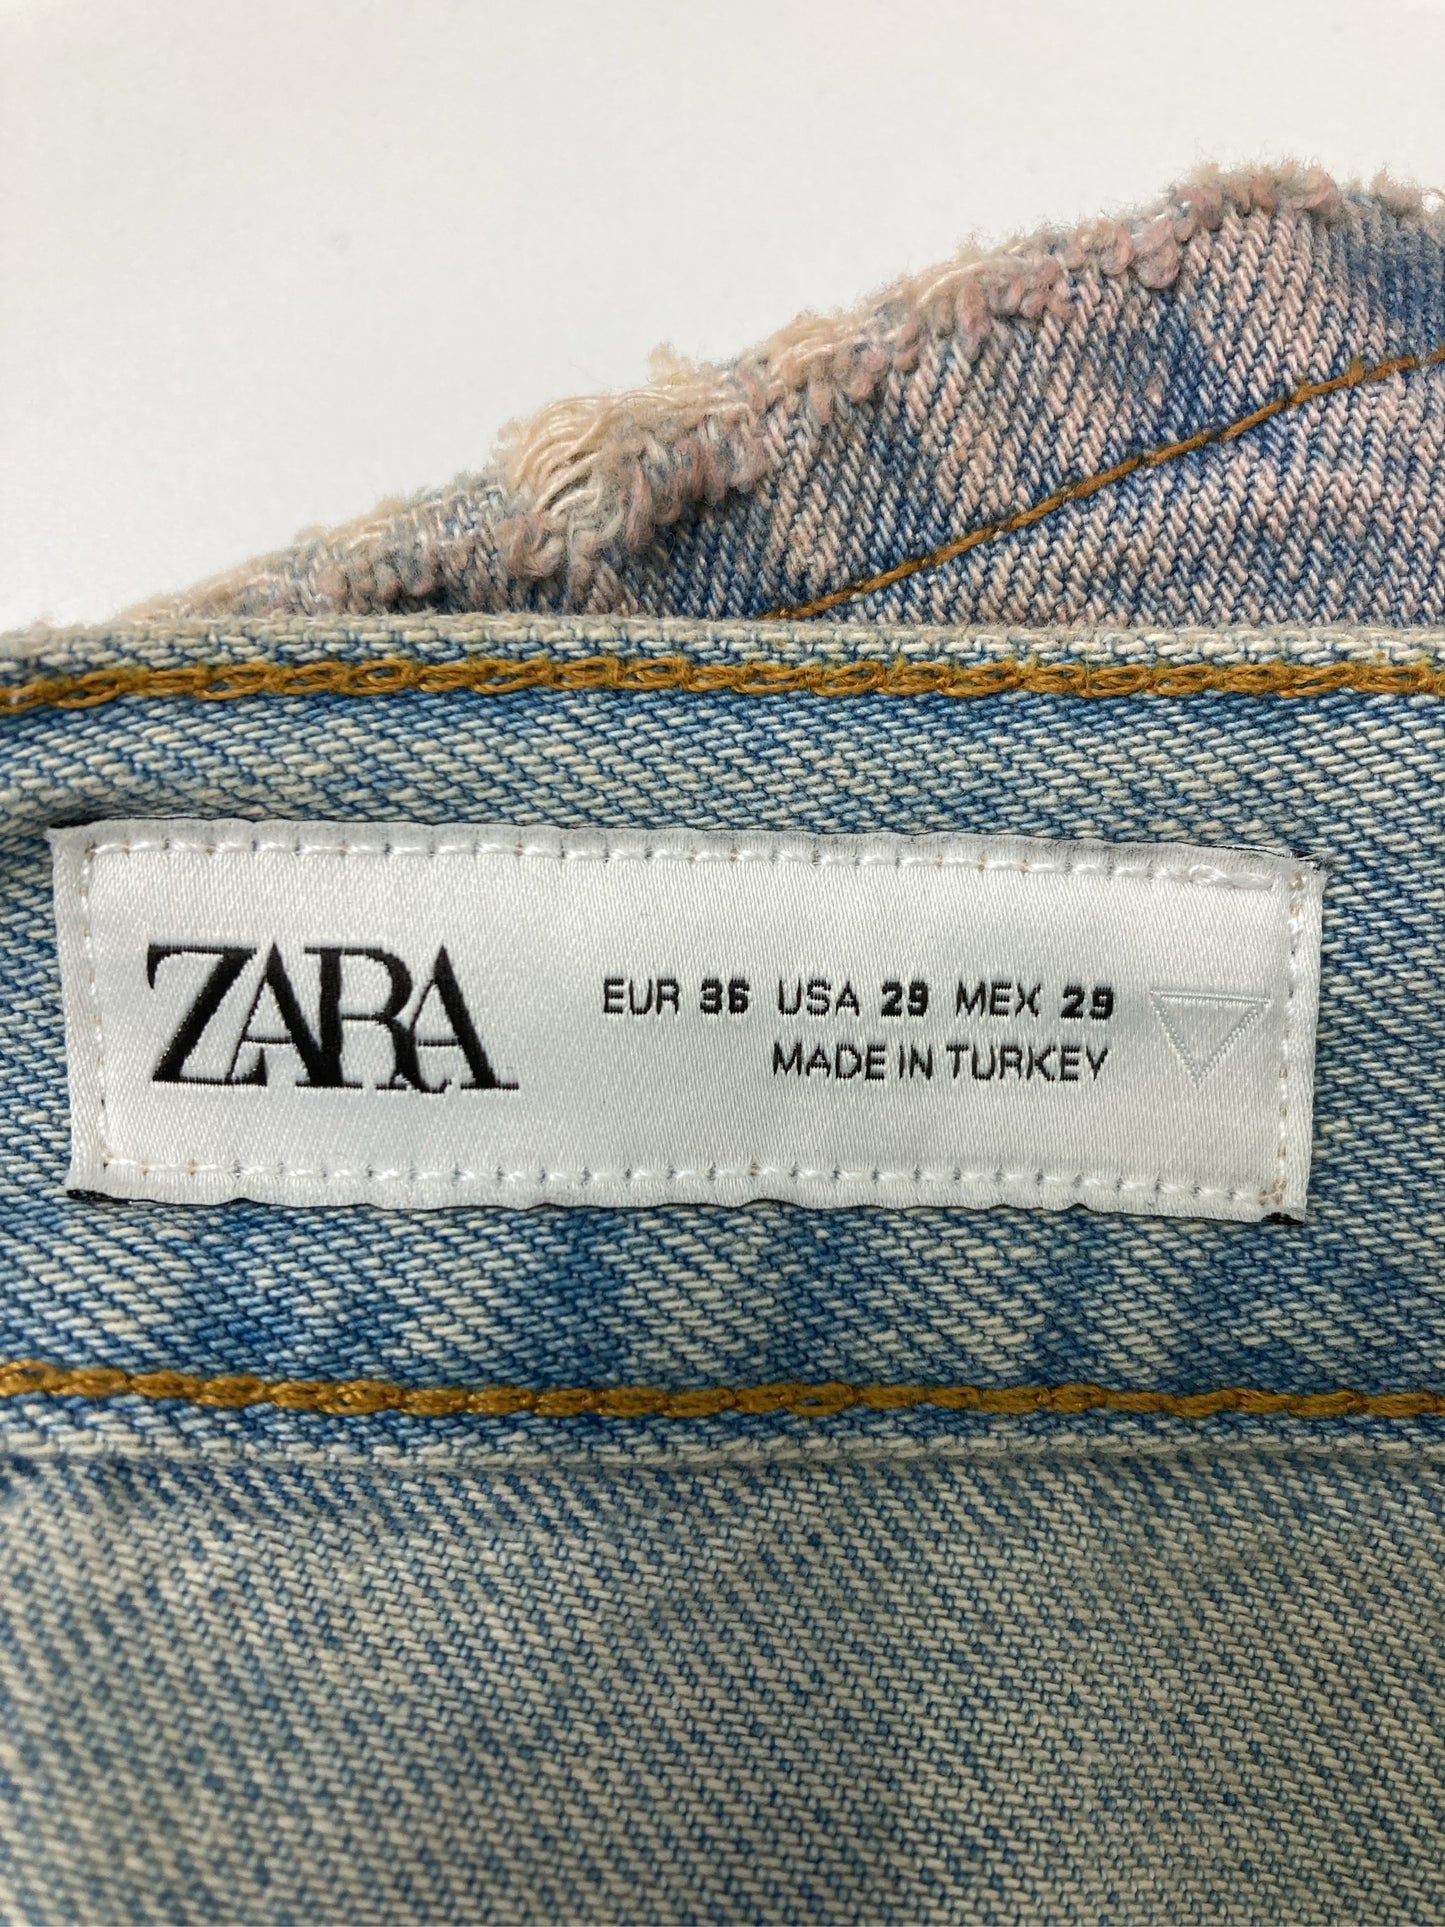 ZARA
EUR 36 USA 29 MEX 29
MADE IN TURKEY